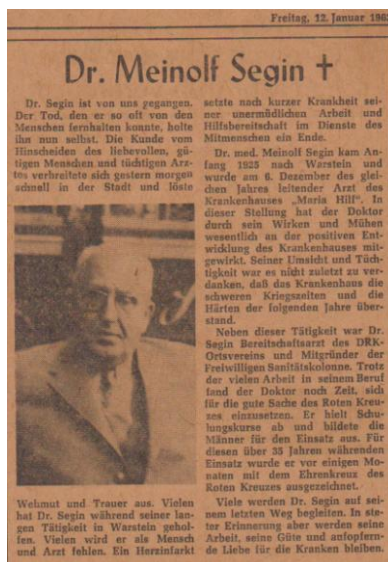 Freitag, 12. Januar 196
Dr. Meinolf Segin †
Dr. Segin ist von uns gegangen.
Der Tod, den er so oft von den
Menschen fernhalten konnte, holte
ihn nun selbst. Die Kunde vom
Hinscheiden des liebevollen, gü-
tigen Menschen und tüchtigen Arz-
tes verbreitete sich gestern morgen
schnell in der Stadt und löste
Wehmut und Trauer aus. Vielen
hat Dr. Segin während seiner lan-
gen Tätigkeit in Warstein gehol-
fen. Vielen wird er als Mensch
und Arzt fehlen. Ein Herzinfarkt
setzte nach kurzer Krankheit sei-
ner unermüdlichen Arbeit und
Hilfsbereitschaft im Dienste des
Mitmenschen ein Ende.
Dr. med. Meinolf Segin kam An-
fang 1925 nach Warstein und
wurde am 6. Dezember des glei-
chen Jahres leitender Arzt des
Krankenhauses „Maria Hilf". In
dieser Stellung hat der Doktor
durch sein Wirken und Mühen
wesentlich an der positiven Ent-
wicklung des Krankenhauses mit-
gewirkt. Seiner Umsicht und Tüch-
tigkeit war es nicht zuletzt zu ver-
danken, daß das Krankenhaus die
schweren Kriegszeiten und die
Härten der folgenden Jahre über-
stand.
Neben dieser Tätigkeit war Dr.
Segin Bereitschaftsarzt des DRK-
Ortsvereins und Mitgründer der
Freiwilligen Sanitätskolonne. Trotz
der vielen Arbeit in seinem Beruf
fand der Doktor noch Zeit, sich
für die gute Sache des Roten Kreu-
zes einzusetzen. Er hielt Schu-
lungskurse ab und bildete die
Männer für den Einsatz aus. Für
diesen über 35 Jahren währenden
Einsatz wurde er vor einigen Mo-
naten mit dem Ehrenkreuz des
Roten Kreuzes ausgezeichnet.
Viele werden Dr. Segin auf sei-
nem letzten Weg begleiten. In ste-
ter Erinnerung aber werden seine
Arbeit, seine Güte und aufopfern-
de Liebe für die Kranken bleiben.